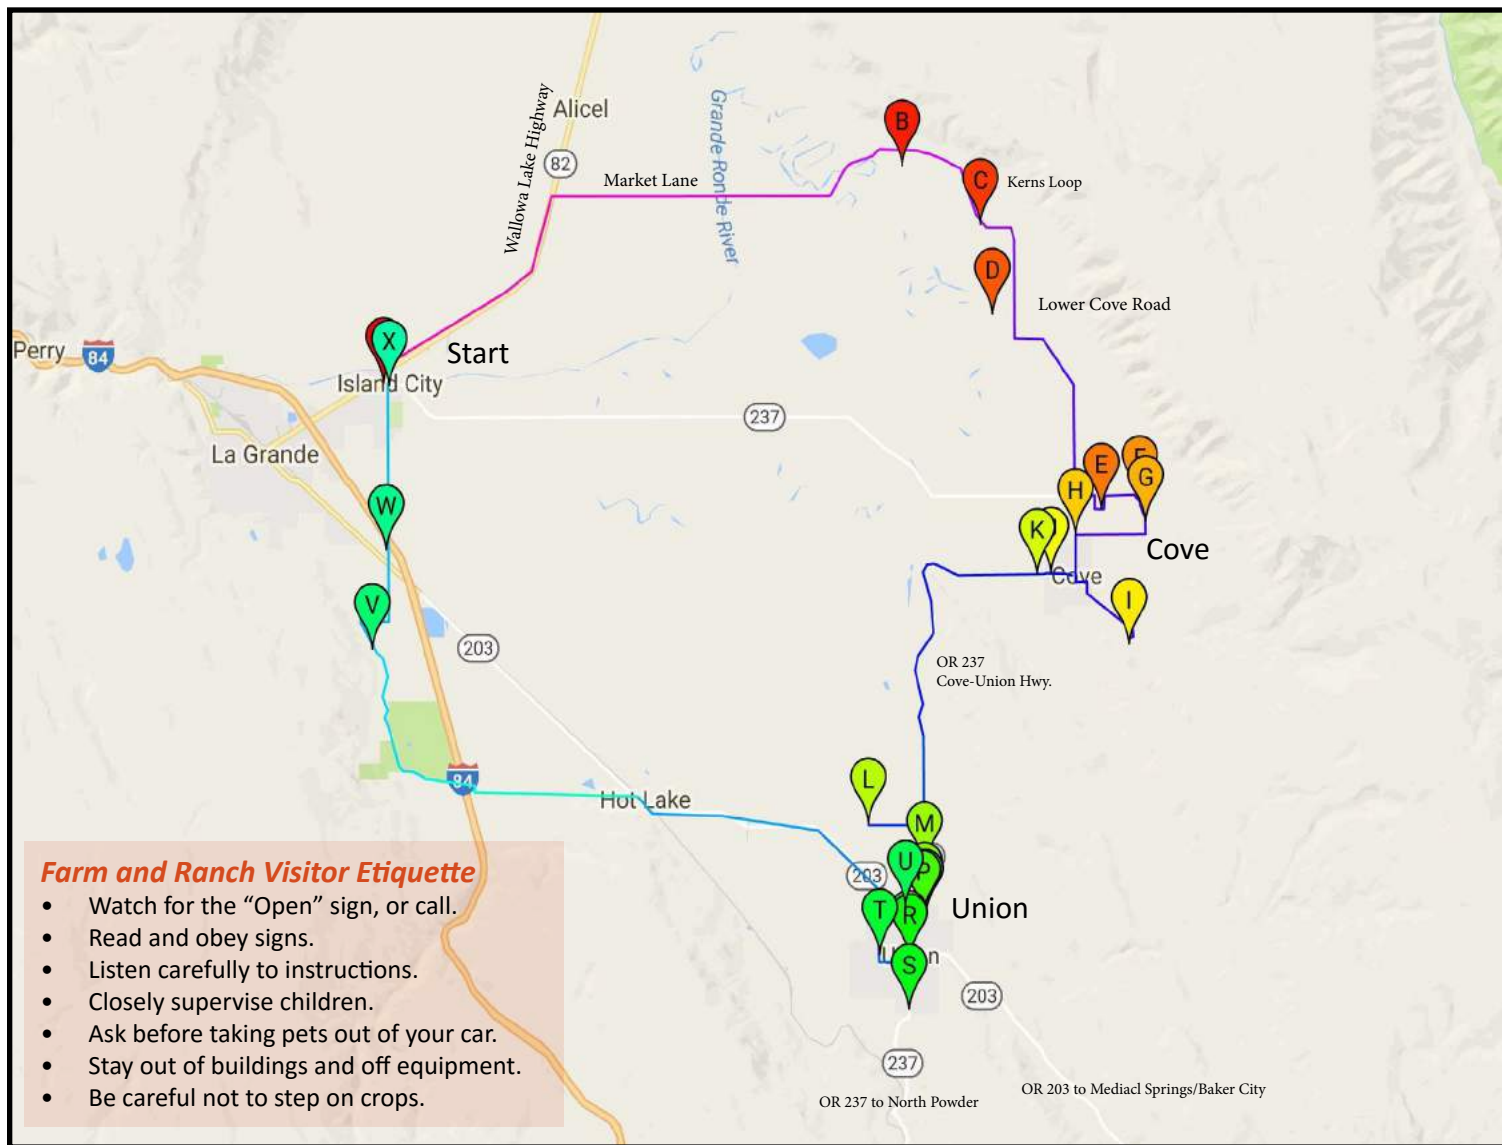 Alicel
Wallowa Lake Highway
82
Market Lane
Grande Ronde River
B
C
Kerns Loop
D
Lower Cove Road
Perry
84
X
Start
Island City
237
La Grande
E
F
G
H
W
K
Cove
Cove
I
V
203
OR 237
Cove-Union Hwy.
L
84
Hot Lake
M
U
P
203
T
R
Union
Union
S
203
237
OR 237 to North Powder
OR 203 to Mediacl Springs/Baker City
Farm and Ranch Visitor Etiquette
• Watch for the “Open” sign, or call.
• Read and obey signs.
• Listen carefully to instructions.
• Closely supervise children.
• Ask before taking pets out of your car.
• Stay out of buildings and off equipment.
• Be careful not to step on crops.